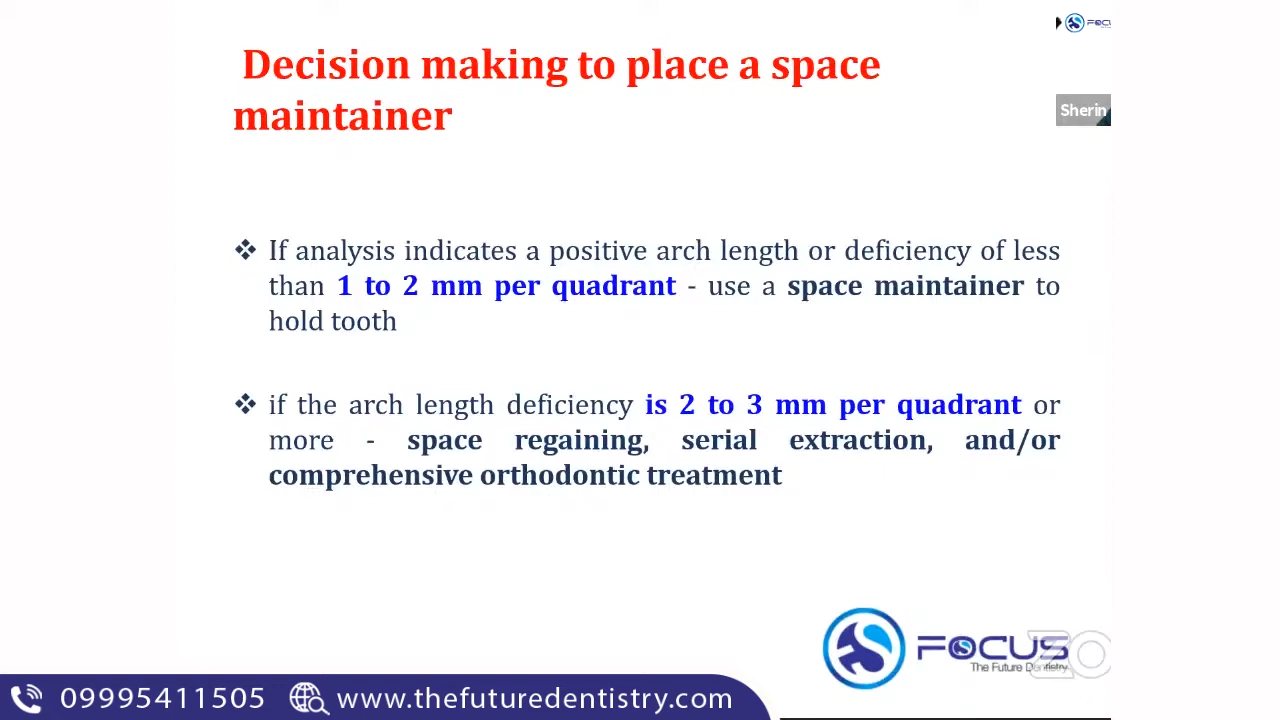 FOCUS
Decision making to place a space
maintainer
Sherin
❖ If analysis indicates a positive arch length or deficiency of less
than 1 to 2 mm per quadrant - use a space maintainer to
hold tooth
❖ if the arch length deficiency is 2 to 3 mm per quadrant or
more - space regaining, serial extraction, and/or
comprehensive orthodontic treatment
FOCUS
The Future Dentistry
09995411505 www.thefuturedentistry.com